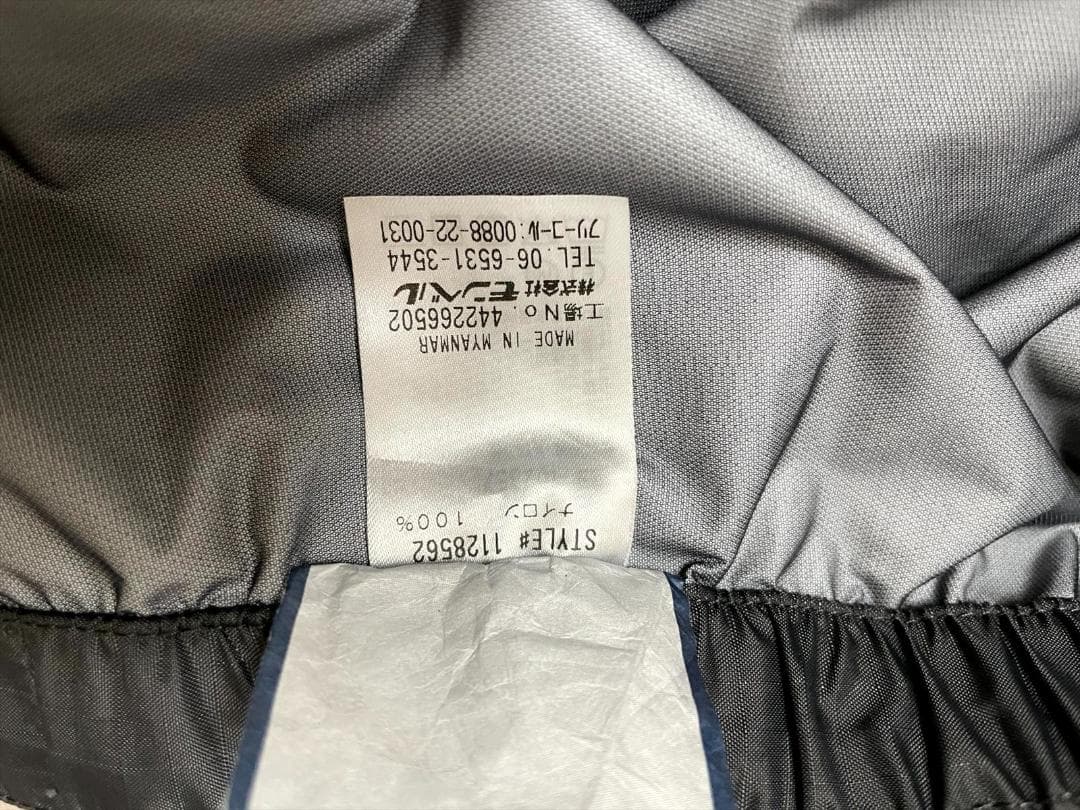 STYLE# 1128562
ナイロン 100%
MADE IN MYANMAR
工場No. 442266502
株式会社モンベル
TEL. 06-6531-3544
フリーコール:0088-22-0031